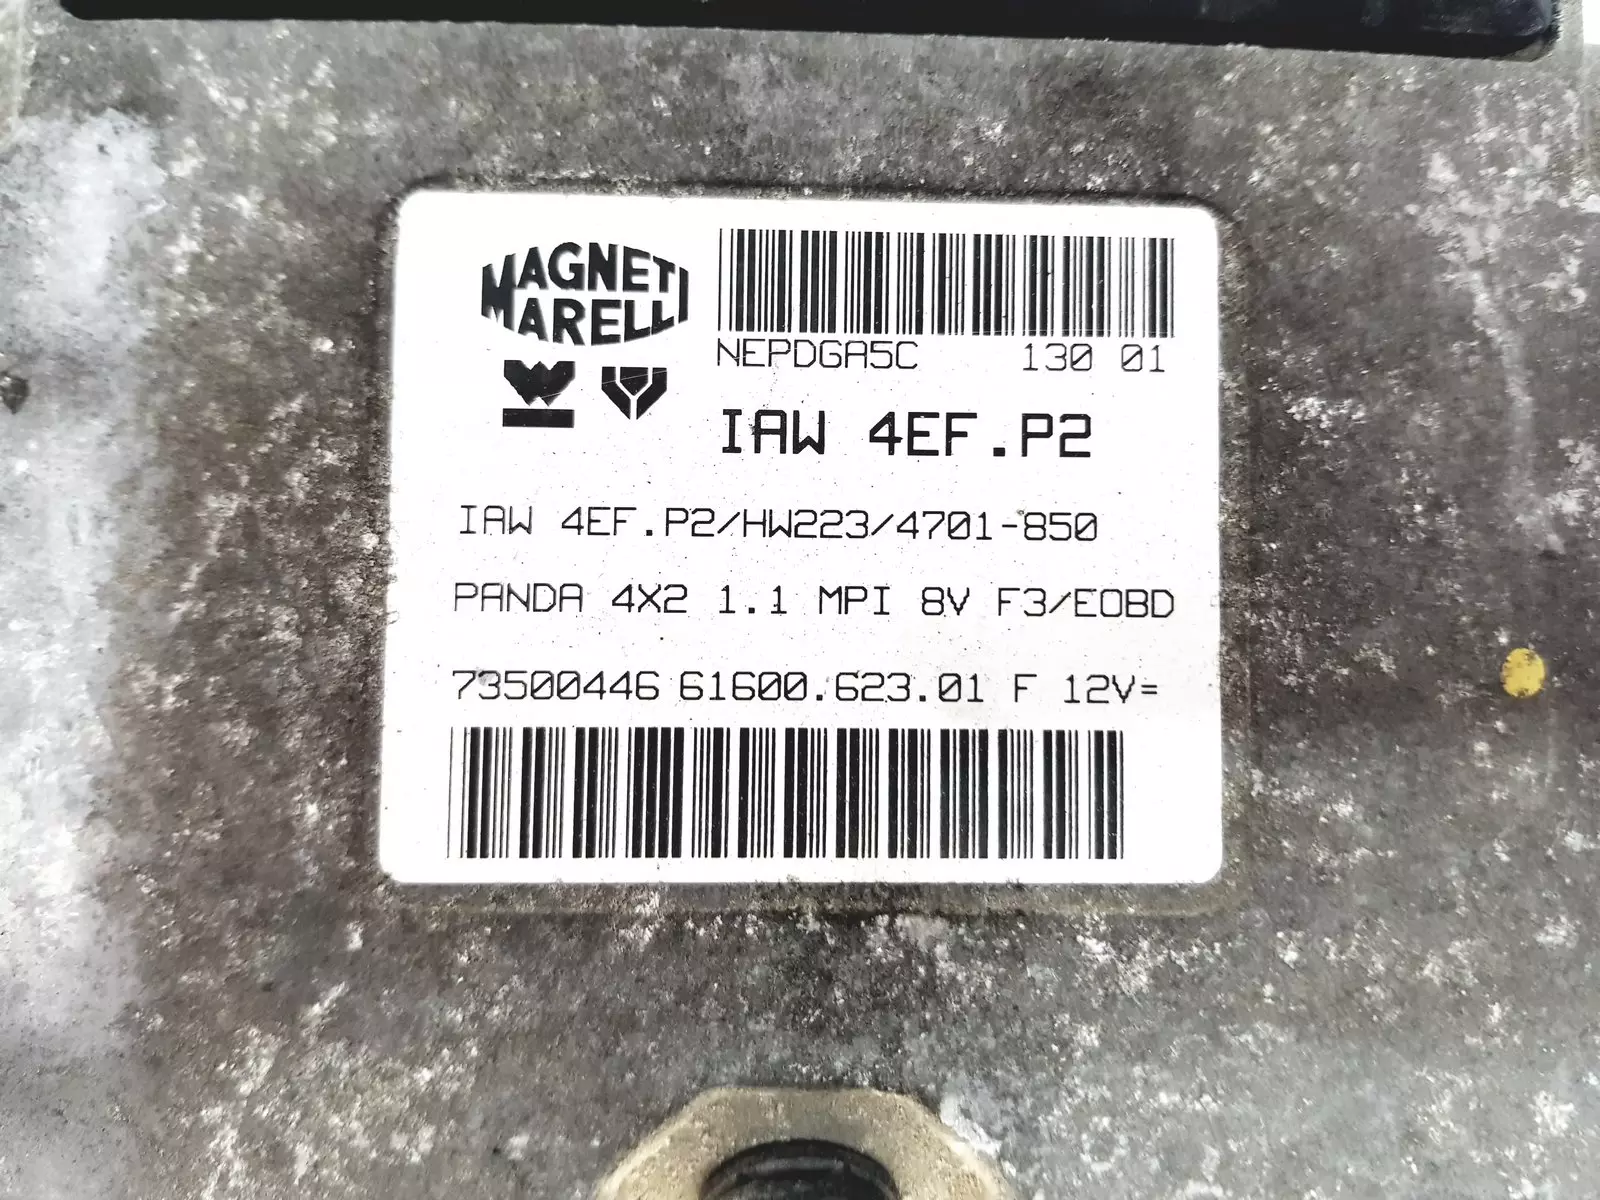 MAGNETI
MARELLI
NEPDGA5C 130 01
IAW 4EF.P2
IAW 4EF.P2/HW223/4701-850
PANDA 4X2 1.1 MPI 8V F3/EOBD
73500446 61600.623.01 F 12V=